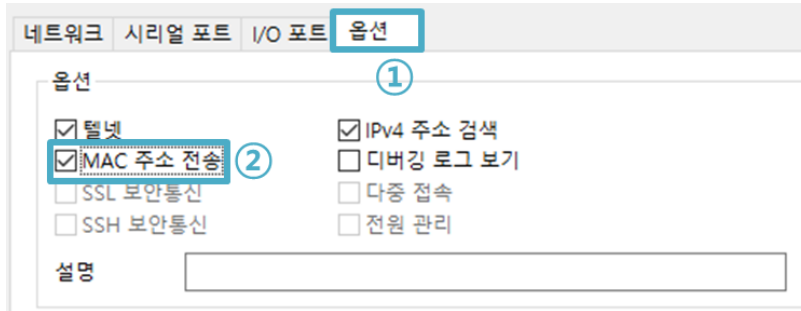 네트워크 시리얼 포트 I/O 포트 옵션
①
옵션
텔넷 IPv4 주소 검색
MAC 주소 전송 ② 디버깅 로그 보기
SSL 보안통신 다중 접속
SSH 보안통신 전원 관리
설명